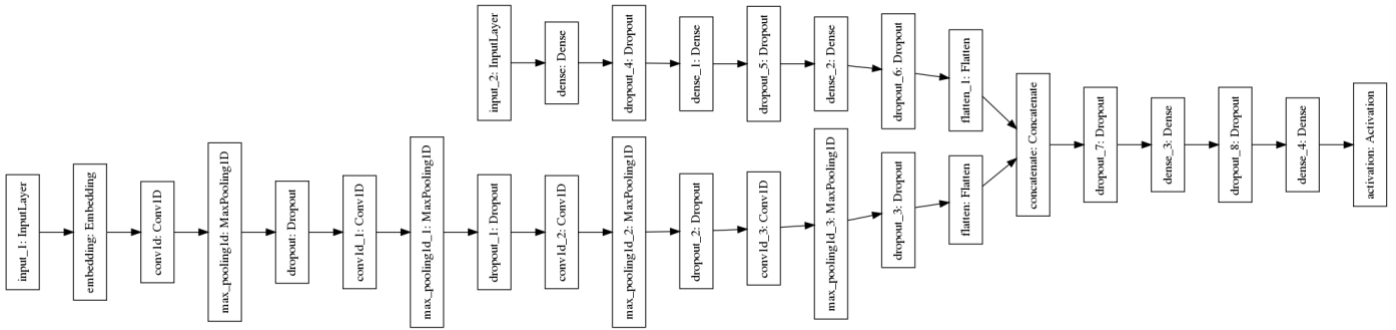 input_2: InputLayer
dense: Dense
dropout_4: Dropout
dense_1: Dense
dropout_5: Dropout
dense_2: Dense
dropout_6: Dropout
flatten_1: Flatten
input_1: InputLayer
embedding: Embedding
conv1d: Conv1D
max_pooling1d: MaxPooling1D
dropout: Dropout
conv1d_1: Conv1D
max_pooling1d_1: MaxPooling1D
dropout_1: Dropout
conv1d_2: Conv1D
max_pooling1d_2: MaxPooling1D
dropout_2: Dropout
conv1d_3: Conv1D
max_pooling1d_3: MaxPooling1D
dropout_3: Dropout
flatten: Flatten
concatenate: Concatenate
dropout_7: Dropout
dense_3: Dense
dropout_8: Dropout
dense_4: Dense
activation: Activation